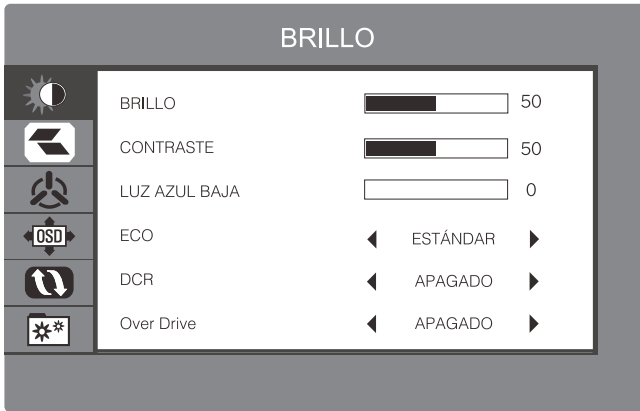 BRILLO
BRILLO 50
CONTRASTE 50
LUZ AZUL BAJA 0
ECO ESTÁNDAR
OSD
DCR APAGADO
Over Drive APAGADO